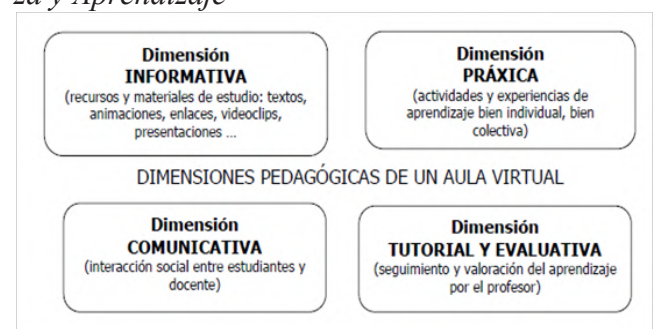 za y Aprendizaje
Dimensión
INFORMATIVA
(recursos y materiales de estudio: textos,
animaciones, enlaces, videoclips,
presentaciones ...
Dimensión
PRÁXICA
(actividades y experiencias de
aprendizaje bien individual, bien
colectiva)
DIMENSIONES PEDAGÓGICAS DE UN AULA VIRTUAL
Dimensión
COMUNICATIVA
(interacción social entre estudiantes y
docente)
Dimensión
TUTORIAL Y EVALUATIVA
(seguimiento y valoración del aprendizaje
por el profesor)